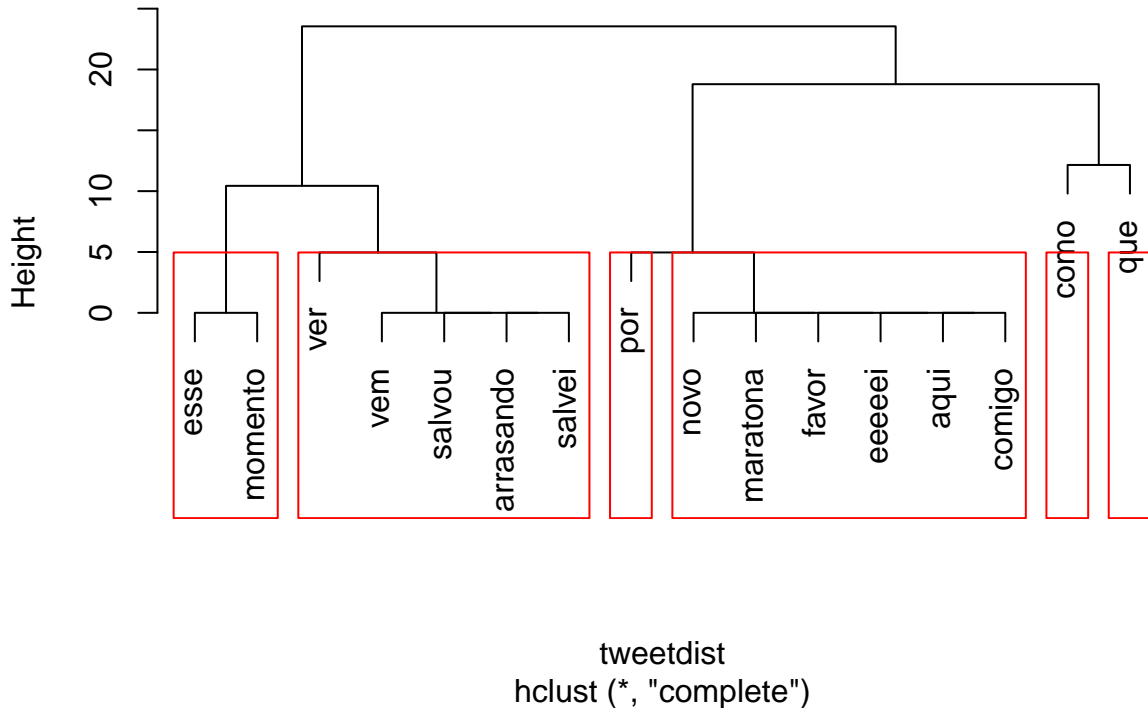 Height
20
10
5
0
esse
momento
ver
vem
salvou
arrasando
salvei
por
novo
maratona
favor
eeeeei
aqui
comigo
como
que
tweetdist
hclust (*, "complete")